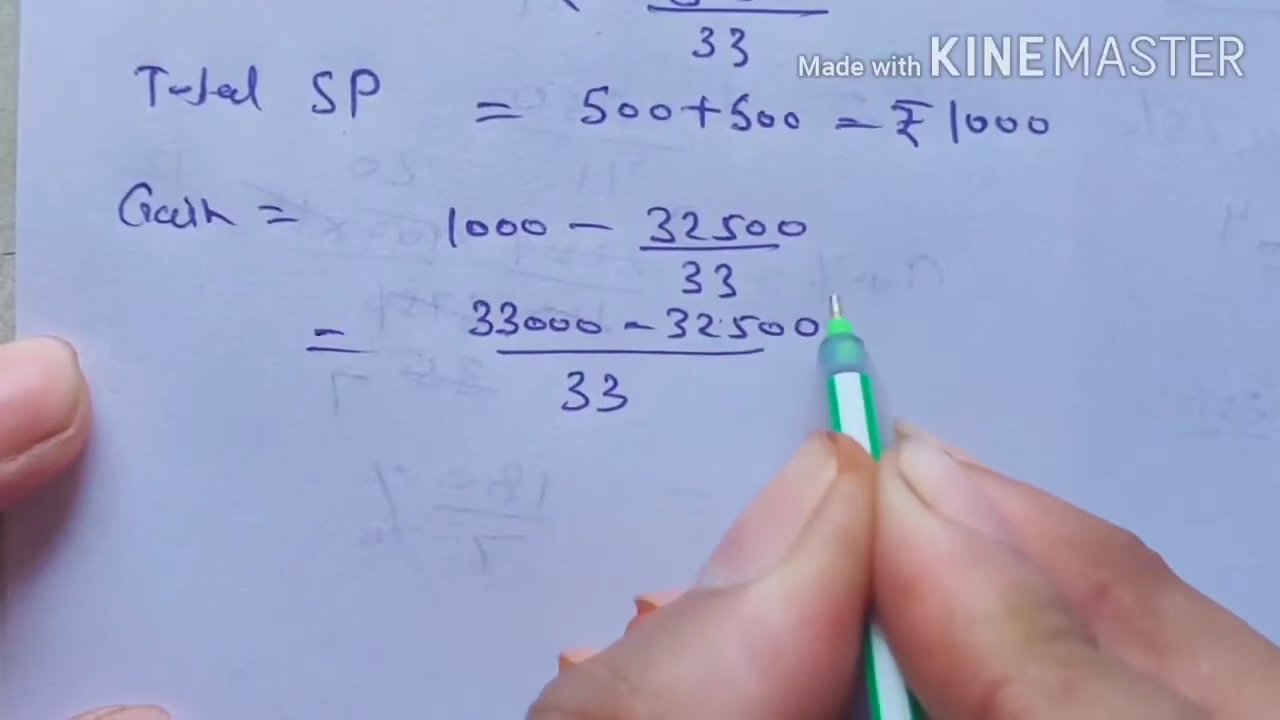 33
Made with KINEMASTER
Total SP = 500+500 = ₹1000
Gain = 1000 - 32500
33
= 33000 - 32500
33